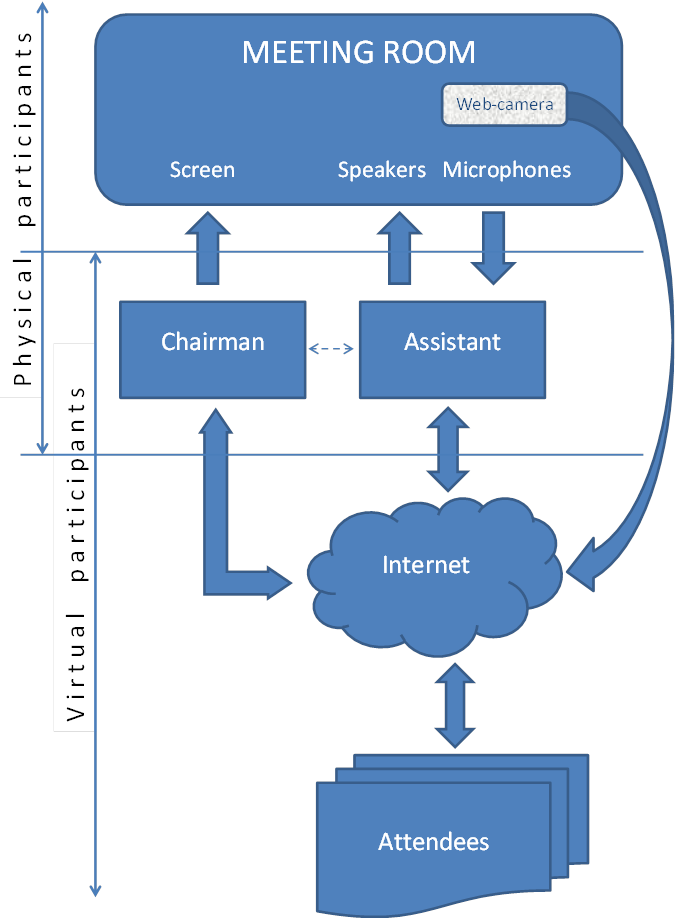 MEETING ROOM
Web-camera
Screen
Speakers
Microphones
Physical participants
Chairman
Assistant
Virtual participants
Internet
Attendees